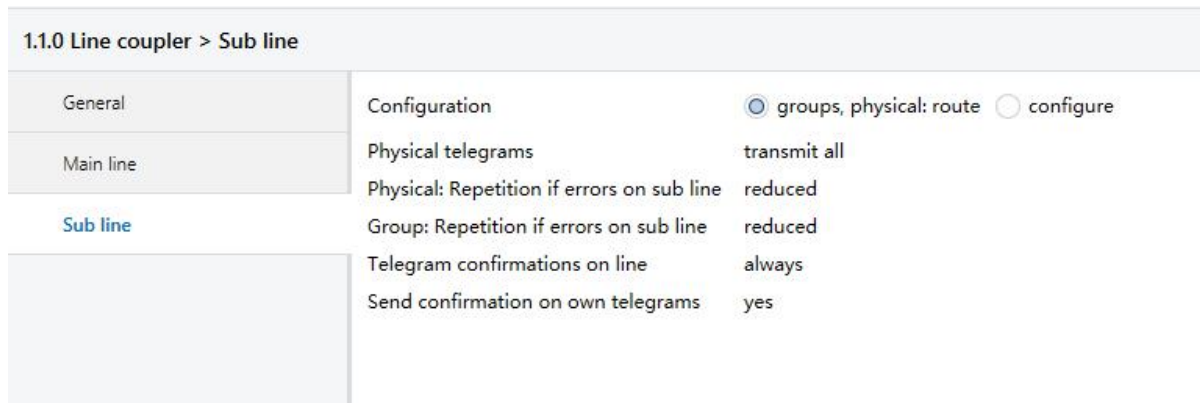 1.1.0 Line coupler > Sub line
General
Main line
Sub line
Configuration groups, physical: route configure
Physical telegrams transmit all
Physical: Repetition if errors on sub line reduced
Group: Repetition if errors on sub line reduced
Telegram confirmations on line always
Send confirmation on own telegrams yes